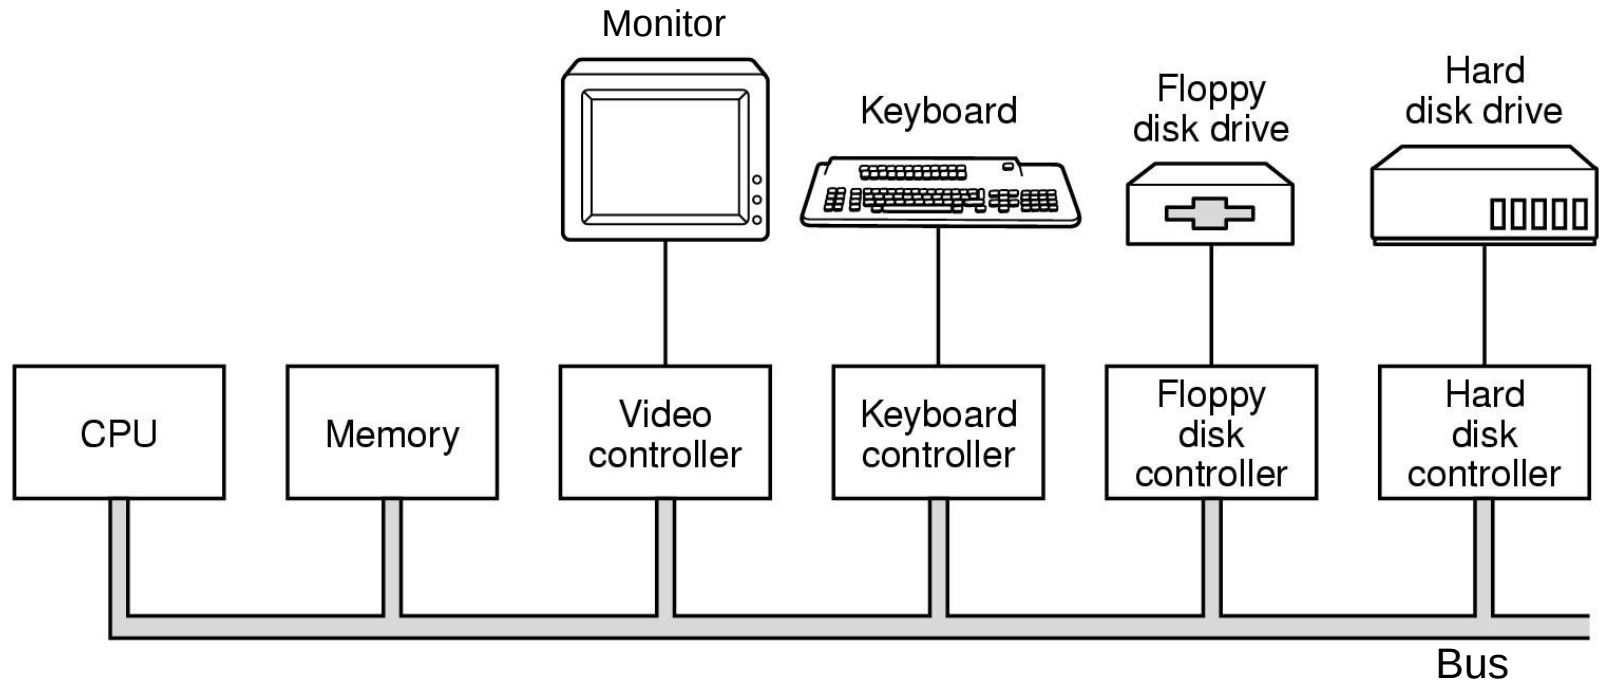 Monitor
Keyboard
Floppy
disk drive
Hard
disk drive
CPU
Memory
Video
controller
Keyboard
controller
Floppy
disk
controller
Hard
disk
controller
Bus